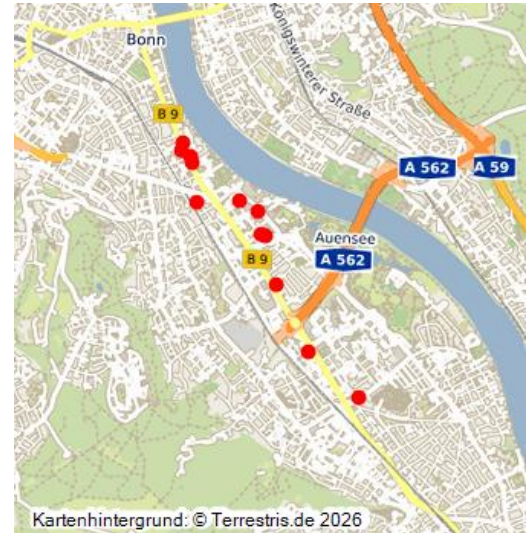 Bonn
Königswinterer Straße
B 9
A 562
A 59
Auensee
A 562
B 9
Kartenhintergrund: © Terrestris.de 2026